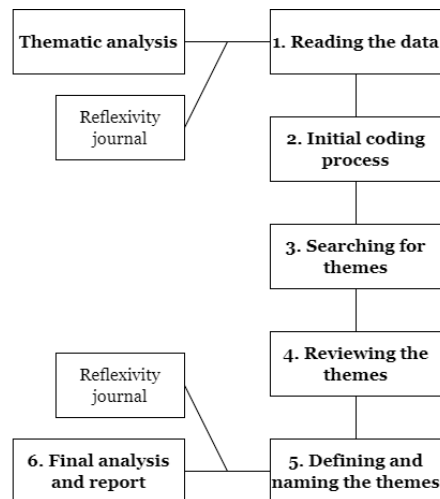 Thematic analysis
1. Reading the data
Reflexivity
journal
2. Initial coding
process
3. Searching for
themes
4. Reviewing the
themes
Reflexivity
journal
5. Defining and
naming the themes
6. Final analysis
and report